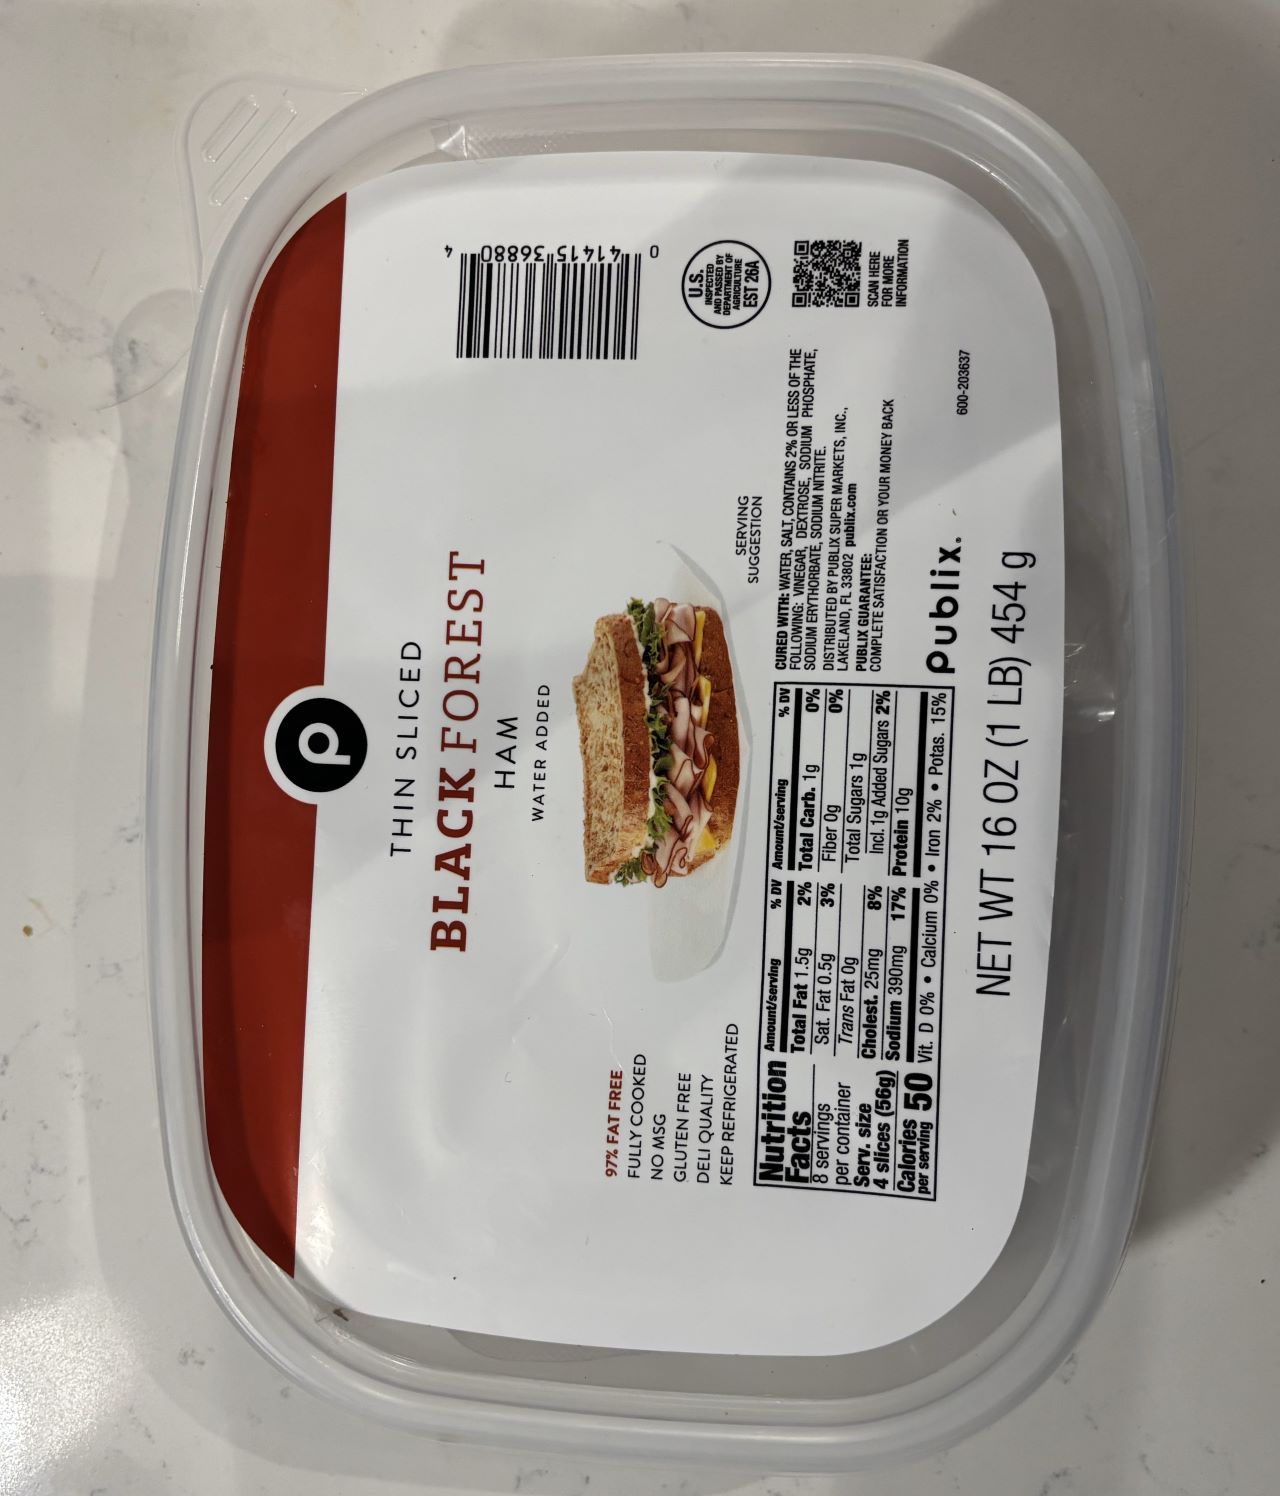 P
THIN SLICED
BLACK FOREST
HAM
WATER ADDED
0 41415 36880 4
97% FAT FREE
FULLY COOKED
NO MSG
GLUTEN FREE
DELI QUALITY
KEEP REFRIGERATED
SERVING
SUGGESTION
U.S.
INSPECTED
AND PASSED BY
DEPARTMENT OF
AGRICULTURE
EST 26A
SCAN HERE
FOR MORE
INFORMATION
Nutrition
Facts
8 servings
per container
Serv. size
4 slices (56g)
Calories 50
per serving
Amount/serving % DV
Total Fat 1.5g 2%
Sat. Fat 0.5g 3%
Trans Fat 0g
Cholest. 25mg 8%
Sodium 390mg 17%
Amount/serving % DV
Total Carb. 1g 0%
Fiber 0g 0%
Total Sugars 1g
Incl. 1g Added Sugars 2%
Protein 10g
Vit. D 0% • Calcium 0% • Iron 2% • Potas. 15%
CURED WITH: WATER, SALT, CONTAINS 2% OR LESS OF THE
FOLLOWING: VINEGAR, DEXTROSE, SODIUM PHOSPHATE,
SODIUM ERYTHORBATE, SODIUM NITRITE.
DISTRIBUTED BY PUBLIX SUPER MARKETS, INC.,
LAKELAND, FL 33802 publix.com
PUBLIX GUARANTEE:
COMPLETE SATISFACTION OR YOUR MONEY BACK
Publix®
600-203637
NET WT 16 OZ (1 LB) 454 g